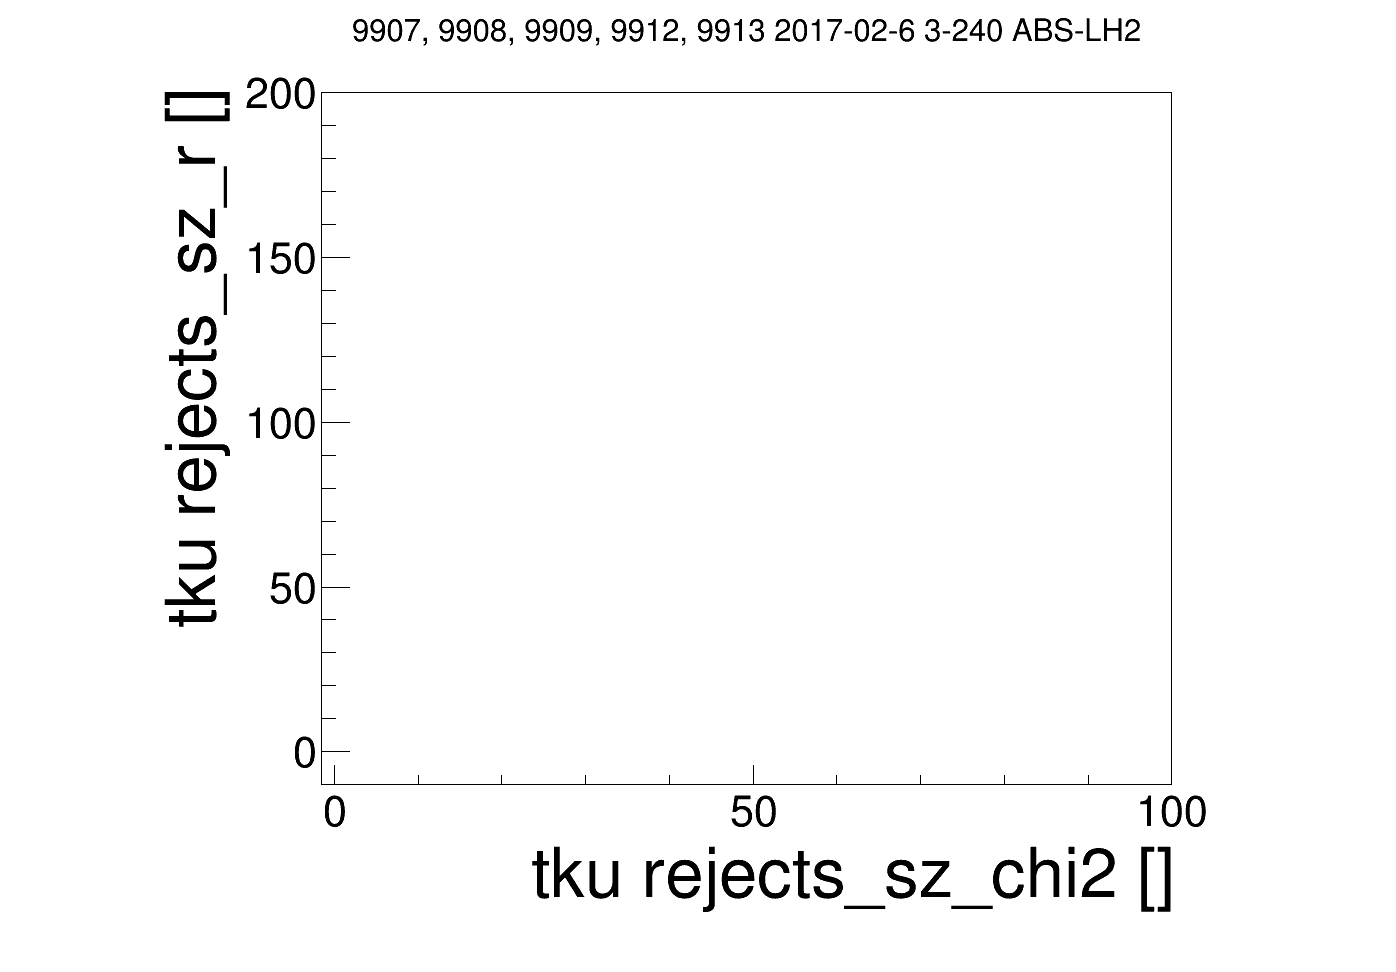 9907, 9908, 9909, 9912, 9913 2017-02-6 3-240 ABS-LH2
tku rejects_sz_r []
200
150
100
50
0
0 50 100
tku rejects_sz_chi2 []